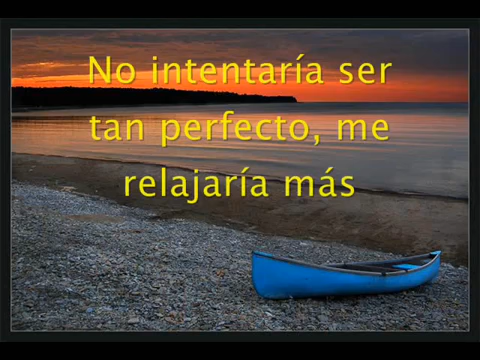 No intentaría ser
tan perfecto, me
relajaría más